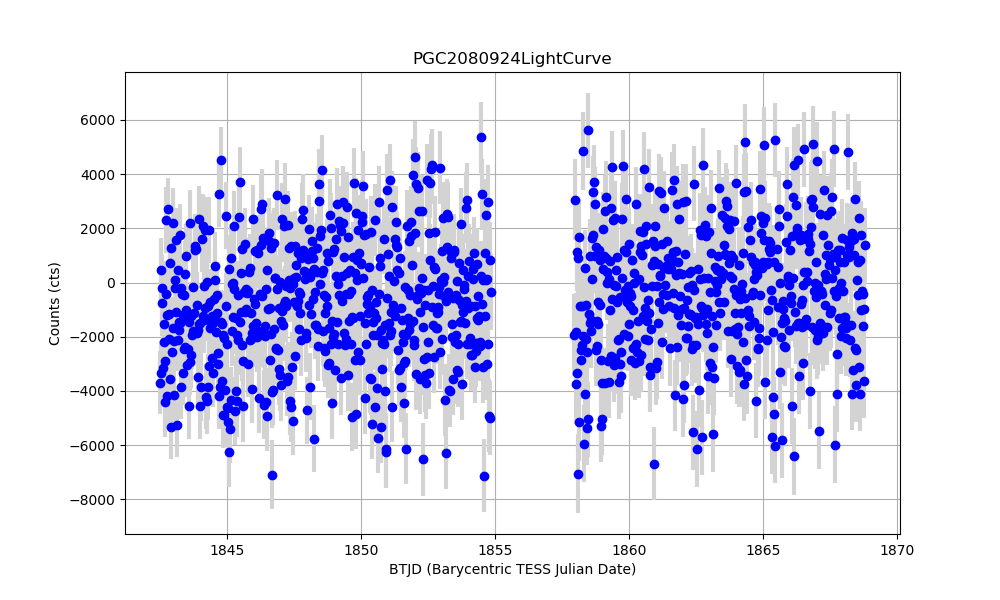 PGC2080924LightCurve
6000
4000
2000
0
−2000
−4000
−6000
−8000
Counts (cts)
1845 1850 1855 1860 1865 1870
BTJD (Barycentric TESS Julian Date)